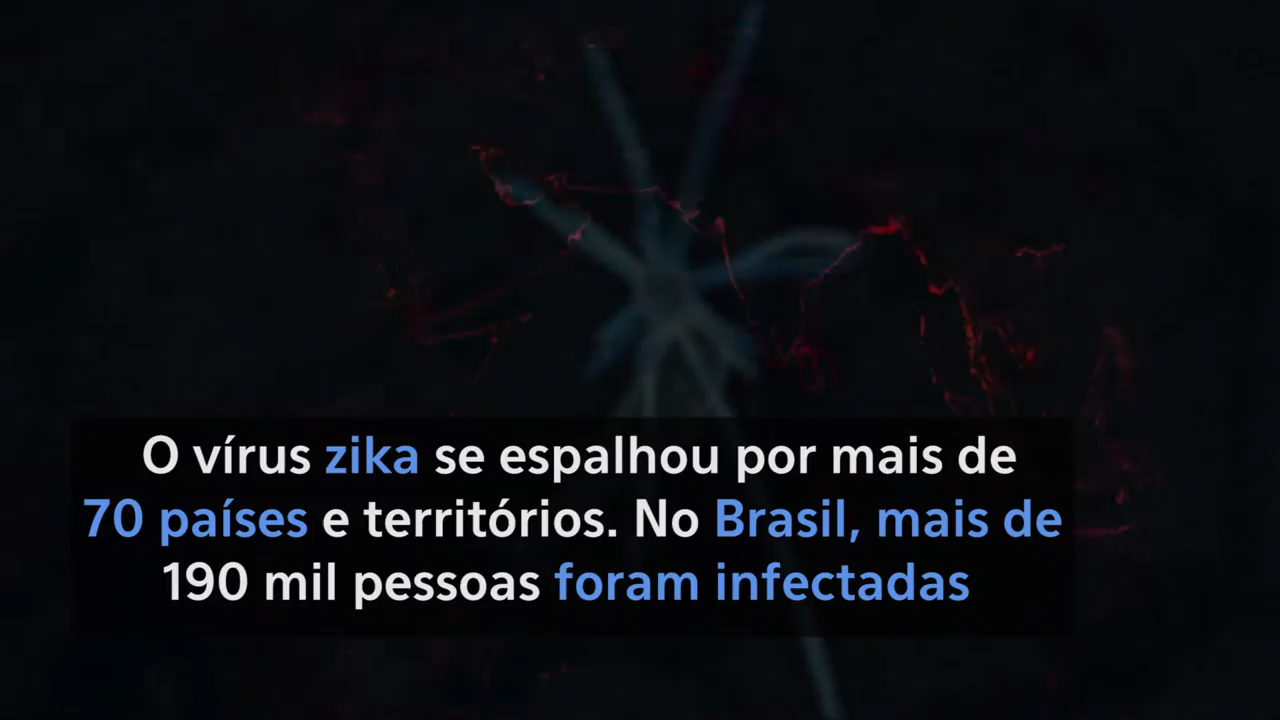 O vírus zika se espalhou por mais de
70 países e territórios. No Brasil, mais de
190 mil pessoas foram infectadas